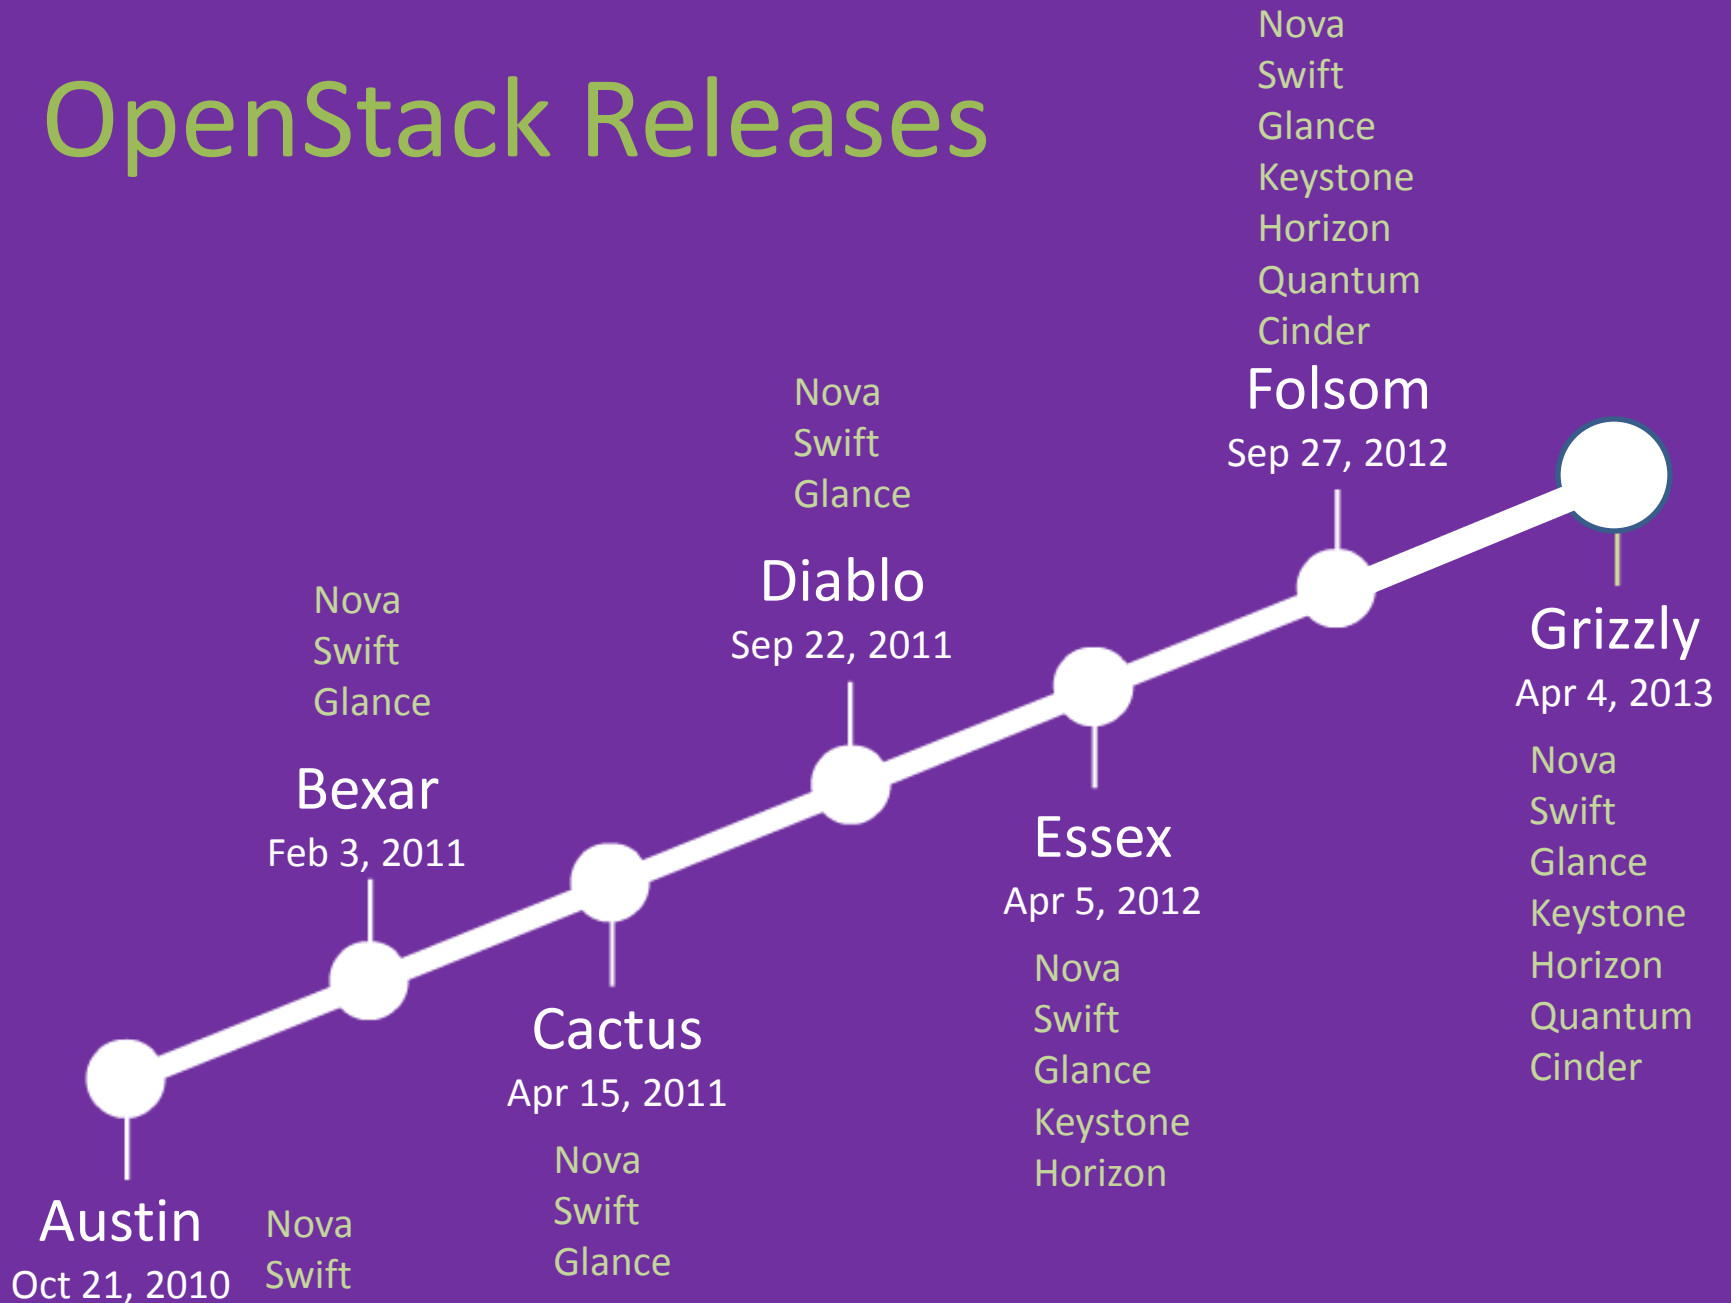 OpenStack Releases
Austin
Oct 21, 2010
Nova
Swift
Nova
Swift
Glance
Bexar
Feb 3, 2011
Cactus
Apr 15, 2011
Nova
Swift
Glance
Nova
Swift
Glance
Diablo
Sep 22, 2011
Essex
Apr 5, 2012
Nova
Swift
Glance
Keystone
Horizon
Nova
Swift
Glance
Keystone
Horizon
Quantum
Cinder
Folsom
Sep 27, 2012
Grizzly
Apr 4, 2013
Nova
Swift
Glance
Keystone
Horizon
Quantum
Cinder